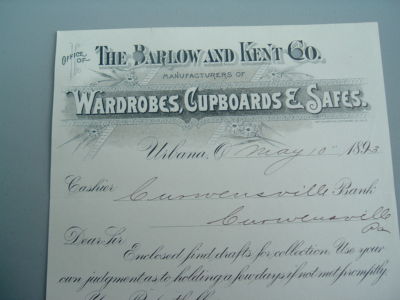 OFFICE OF
THE BARLOW AND KENT CO.
MANUFACTURERS OF
WARDROBES, CUPBOARDS & SAFES.
Urbana, O. May 10th 1893
Cashier Curwensville Bank
Curwensville
Pa
Dear Sir
Enclosed find drafts for collection. Use your
own judgment as to holding a few days if not met promptly.